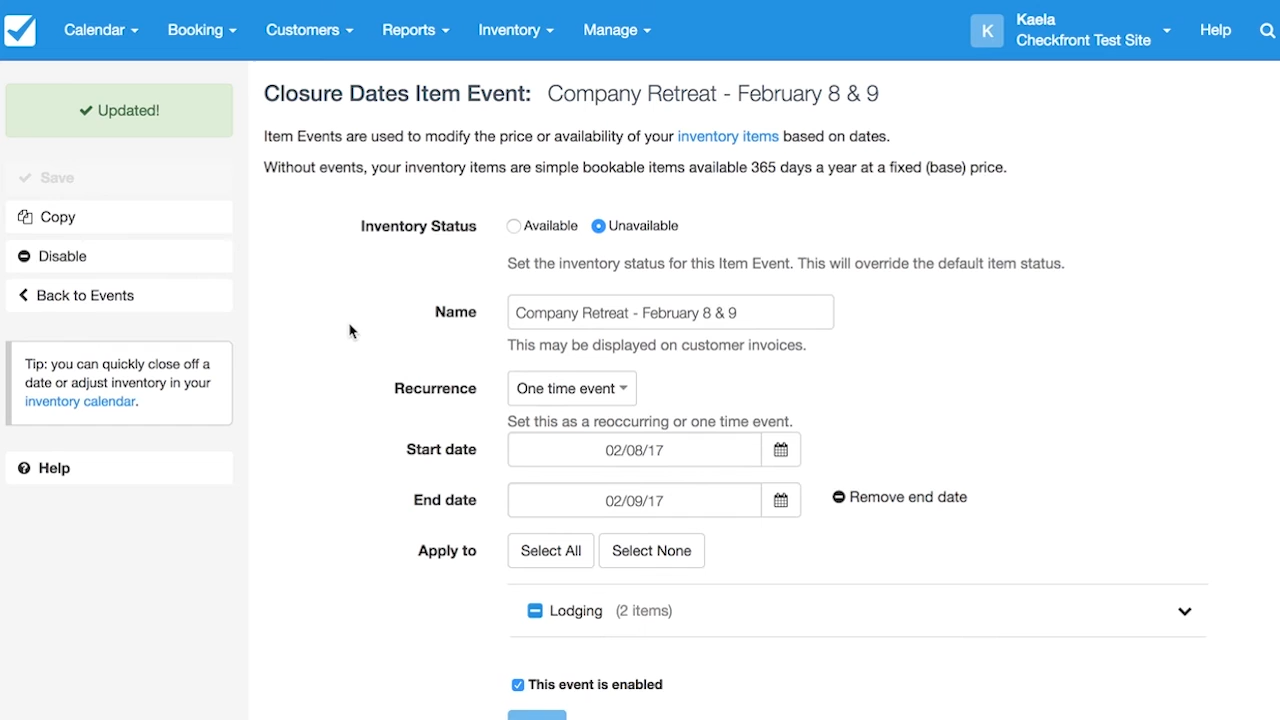 Calendar
Booking
Customers
Reports
Inventory
Manage
K
Kaela
Checkfront Test Site
Help
Updated!
Save
Copy
Disable
Back to Events
Tip: you can quickly close off a
date or adjust inventory in your
inventory calendar.
Help
Closure Dates Item Event: Company Retreat - February 8 & 9
Item Events are used to modify the price or availability of your inventory items based on dates.
Without events, your inventory items are simple bookable items available 365 days a year at a fixed (base) price.
Inventory Status Available Unavailable
Set the inventory status for this Item Event. This will override the default item status.
Name Company Retreat - February 8 & 9
This may be displayed on customer invoices.
Recurrence One time event
Set this as a reoccurring or one time event.
Start date 02/08/17
End date 02/09/17 Remove end date
Apply to Select All Select None
Lodging (2 items)
This event is enabled